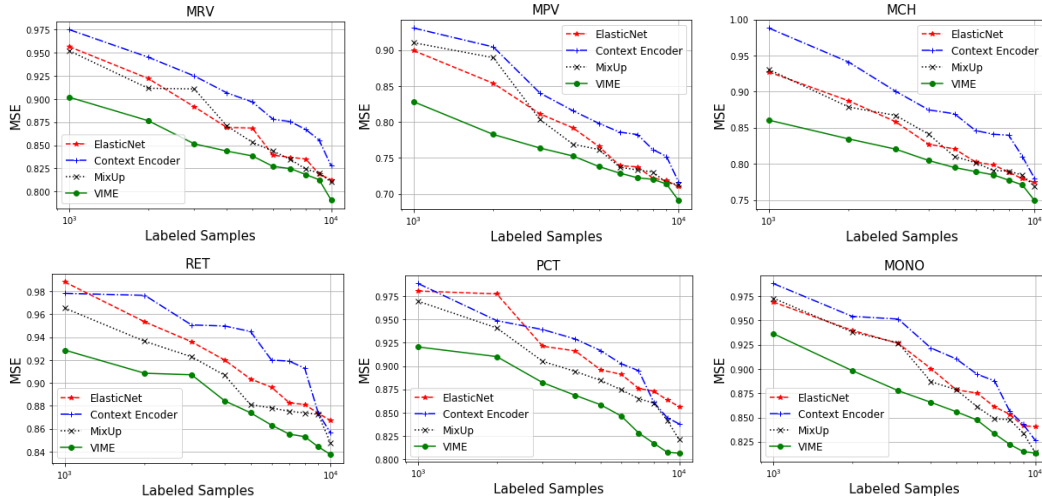 MRV
MSE
0.975
0.950
0.925
0.900
0.875
0.850
0.825
0.800
ElasticNet
Context Encoder
MixUp
VIME
10³
10⁴
Labeled Samples
MPV
MSE
0.90
0.85
0.80
0.75
0.70
ElasticNet
Context Encoder
MixUp
VIME
10³
10⁴
Labeled Samples
MCH
MSE
1.00
0.95
0.90
0.85
0.80
0.75
ElasticNet
Context Encoder
MixUp
VIME
10³
10⁴
Labeled Samples
RET
MSE
0.98
0.96
0.94
0.92
0.90
0.88
0.86
0.84
ElasticNet
Context Encoder
MixUp
VIME
10³
10⁴
Labeled Samples
PCT
MSE
0.975
0.950
0.925
0.900
0.875
0.850
0.825
0.800
ElasticNet
Context Encoder
MixUp
VIME
10³
10⁴
Labeled Samples
MONO
MSE
0.975
0.950
0.925
0.900
0.875
0.850
0.825
ElasticNet
Context Encoder
MixUp
VIME
10³
10⁴
Labeled Samples